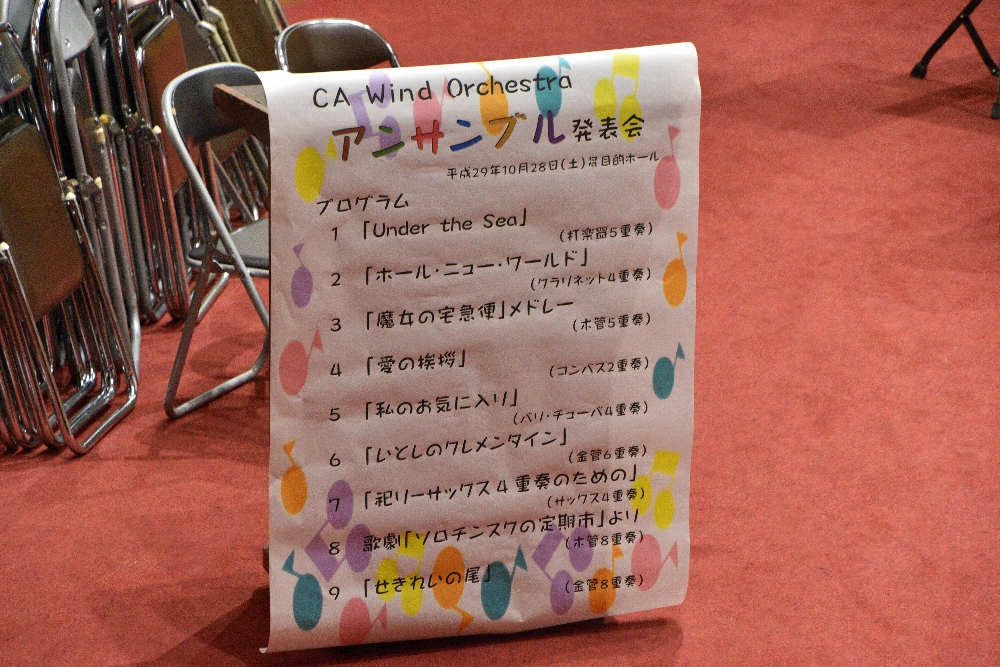 CA Wind Orchestra
アンサンブル発表会
平成29年10月28日(土)多目的ホール
プログラム
1 「Under the Sea」
(打楽器5重奏)
2 「ホール・ニュー・ワールド」
(クラリネット4重奏)
3 「魔女の宅急便」メドレー
(木管5重奏)
4 「愛の挨拶」
(コンバス2重奏)
5 「私のお気に入り」
(バリ・チューバ4重奏)
6 「いとしのクレメンタイン」
(金管6重奏)
7 「祀リーサックス4重奏のための」
(サックス4重奏)
8 歌劇「ソロチンスクの定期市」より
(木管8重奏)
9 「せきれいの尾」
(金管8重奏)